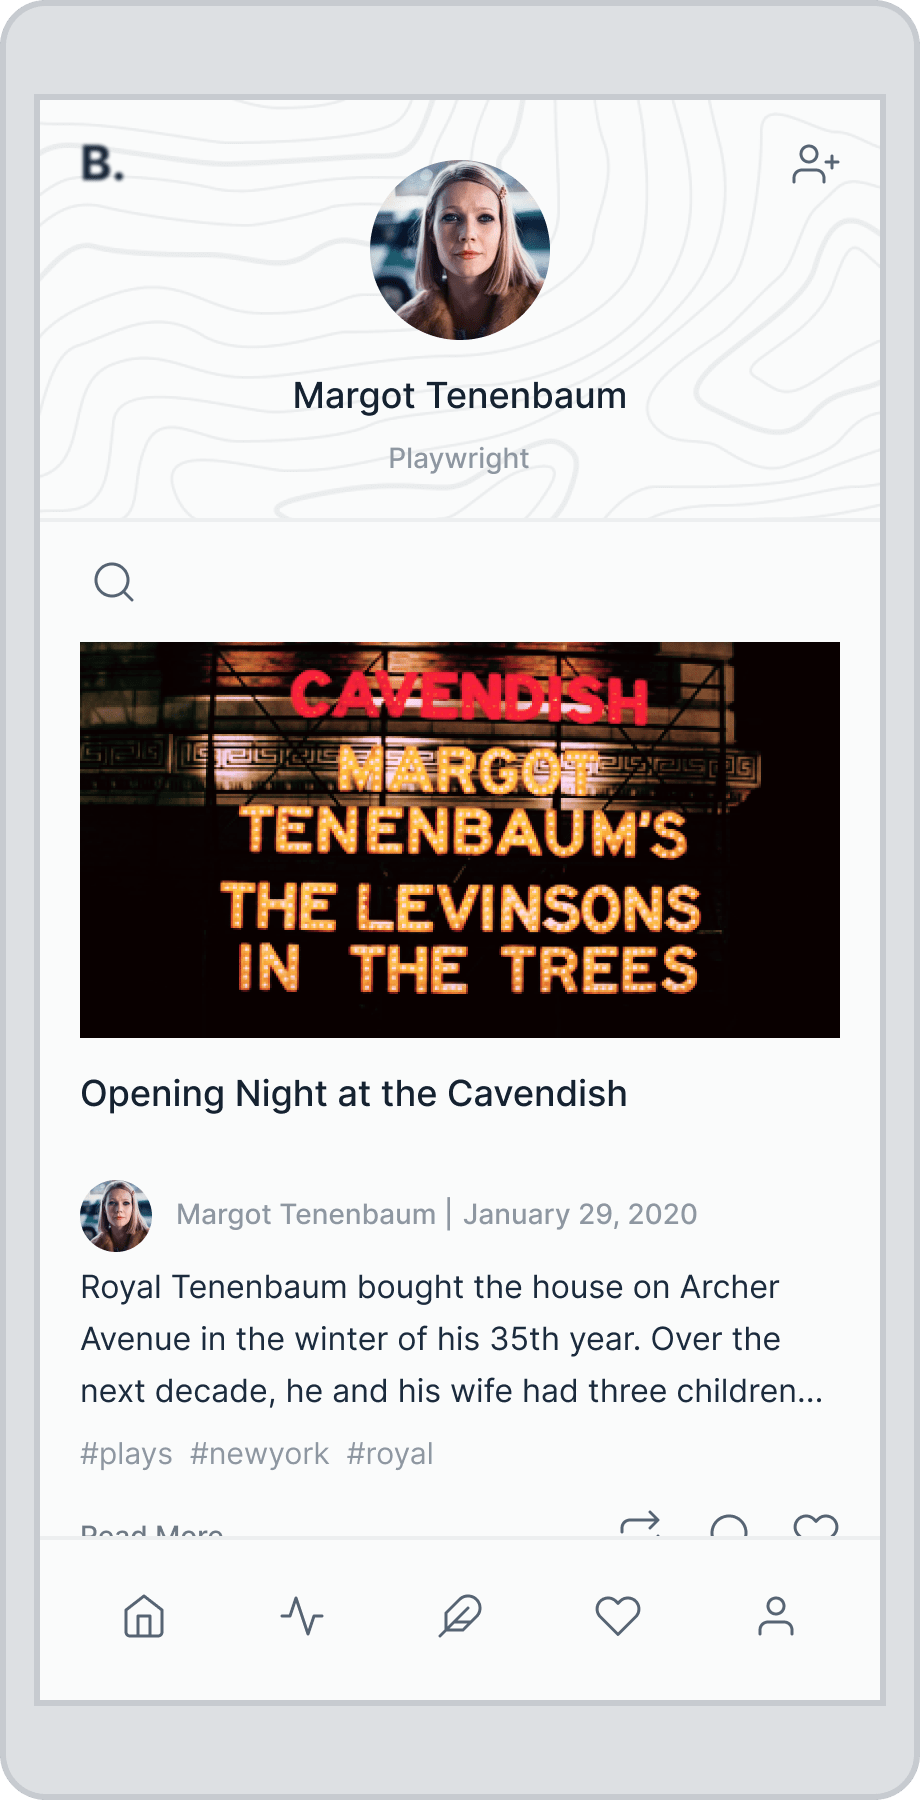 B.
Margot Tenenbaum
Playwright
CAVENDISH
MARGOT
TENENBAUM'S
THE LEVINSONS
IN THE TREES
Opening Night at the Cavendish
Margot Tenenbaum | January 29, 2020
Royal Tenenbaum bought the house on Archer
Avenue in the winter of his 35th year. Over the
next decade, he and his wife had three children...
#plays #newyork #royal
Read More